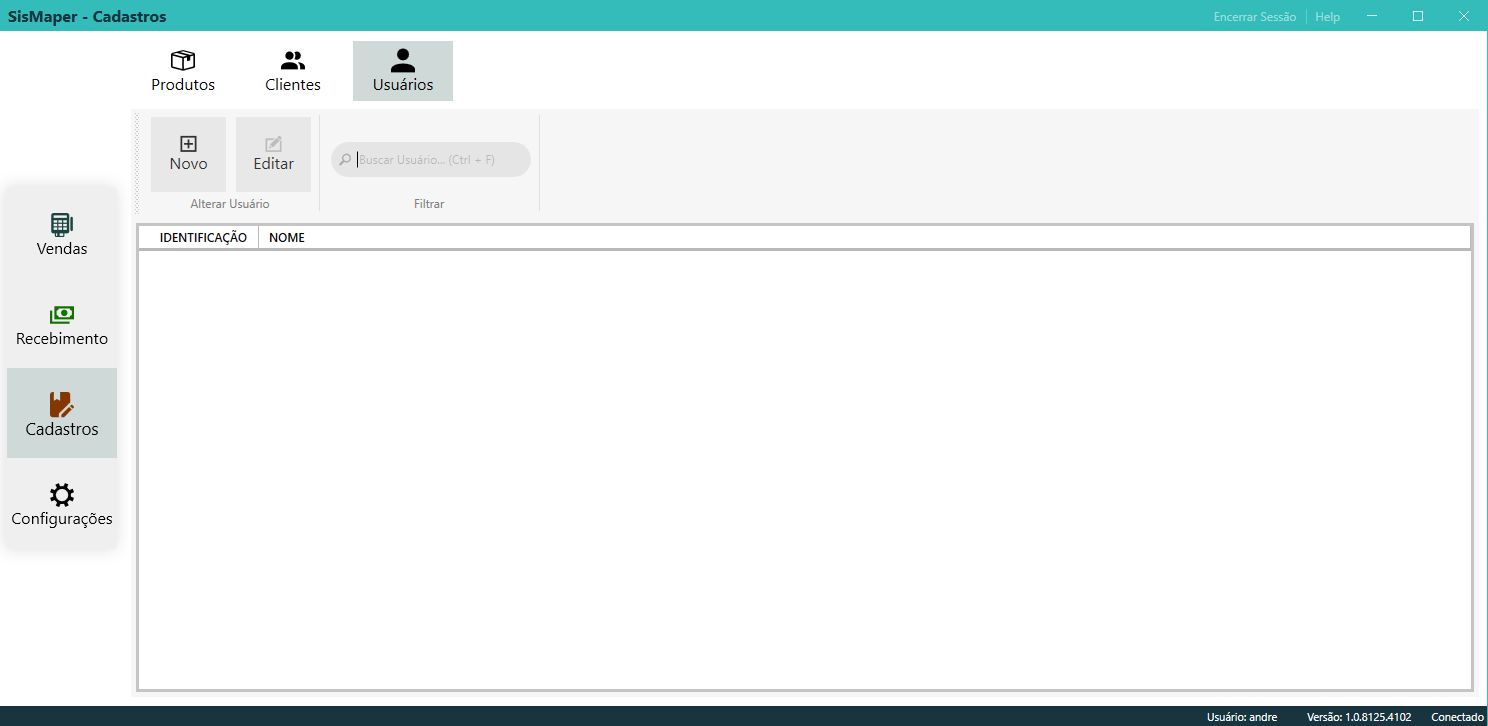 SisMaper - Cadastros
Encerrar Sessão
Help
Produtos
Clientes
Usuários
Novo
Editar
Buscar Usuário... (Ctrl + F)
Alterar Usuário
Filtrar
Vendas
Recebimento
Cadastros
Configurações
IDENTIFICAÇÃO
NOME
Usuário: andre
Versão: 1.0.8125.4102
Conectado